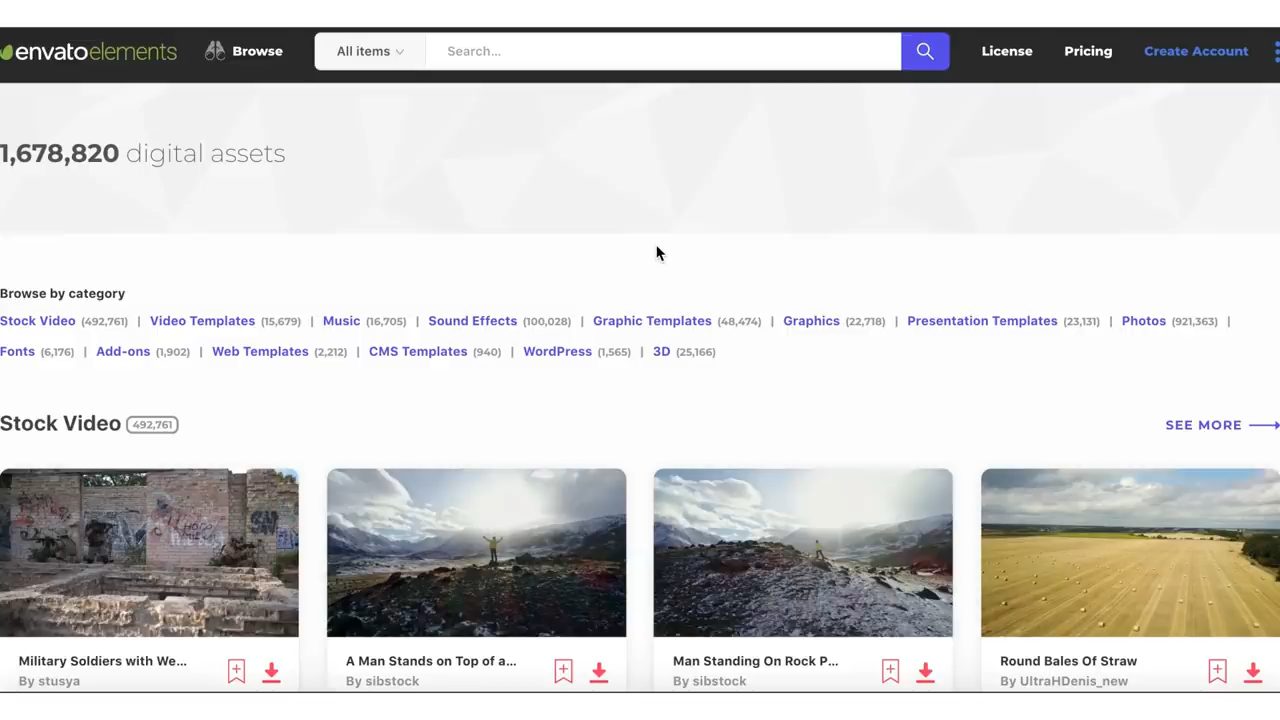 envatoelements Browse All items Search... License Pricing Create Account
1,678,820 digital assets
Browse by category
Stock Video (492,761) | Video Templates (15,679) | Music (16,705) | Sound Effects (100,028) | Graphic Templates (48,474) | Graphics (22,718) | Presentation Templates (23,131) | Photos (921,363) |
Fonts (6,176) | Add-ons (1,902) | Web Templates (2,212) | CMS Templates (940) | WordPress (1,565) | 3D (25,166)
Stock Video 492,761 SEE MORE
Military Soldiers with We... A Man Stands on Top of a... Man Standing On Rock P... Round Bales Of Straw
By stusya By sibstock By sibstock By UltraHDenis_new